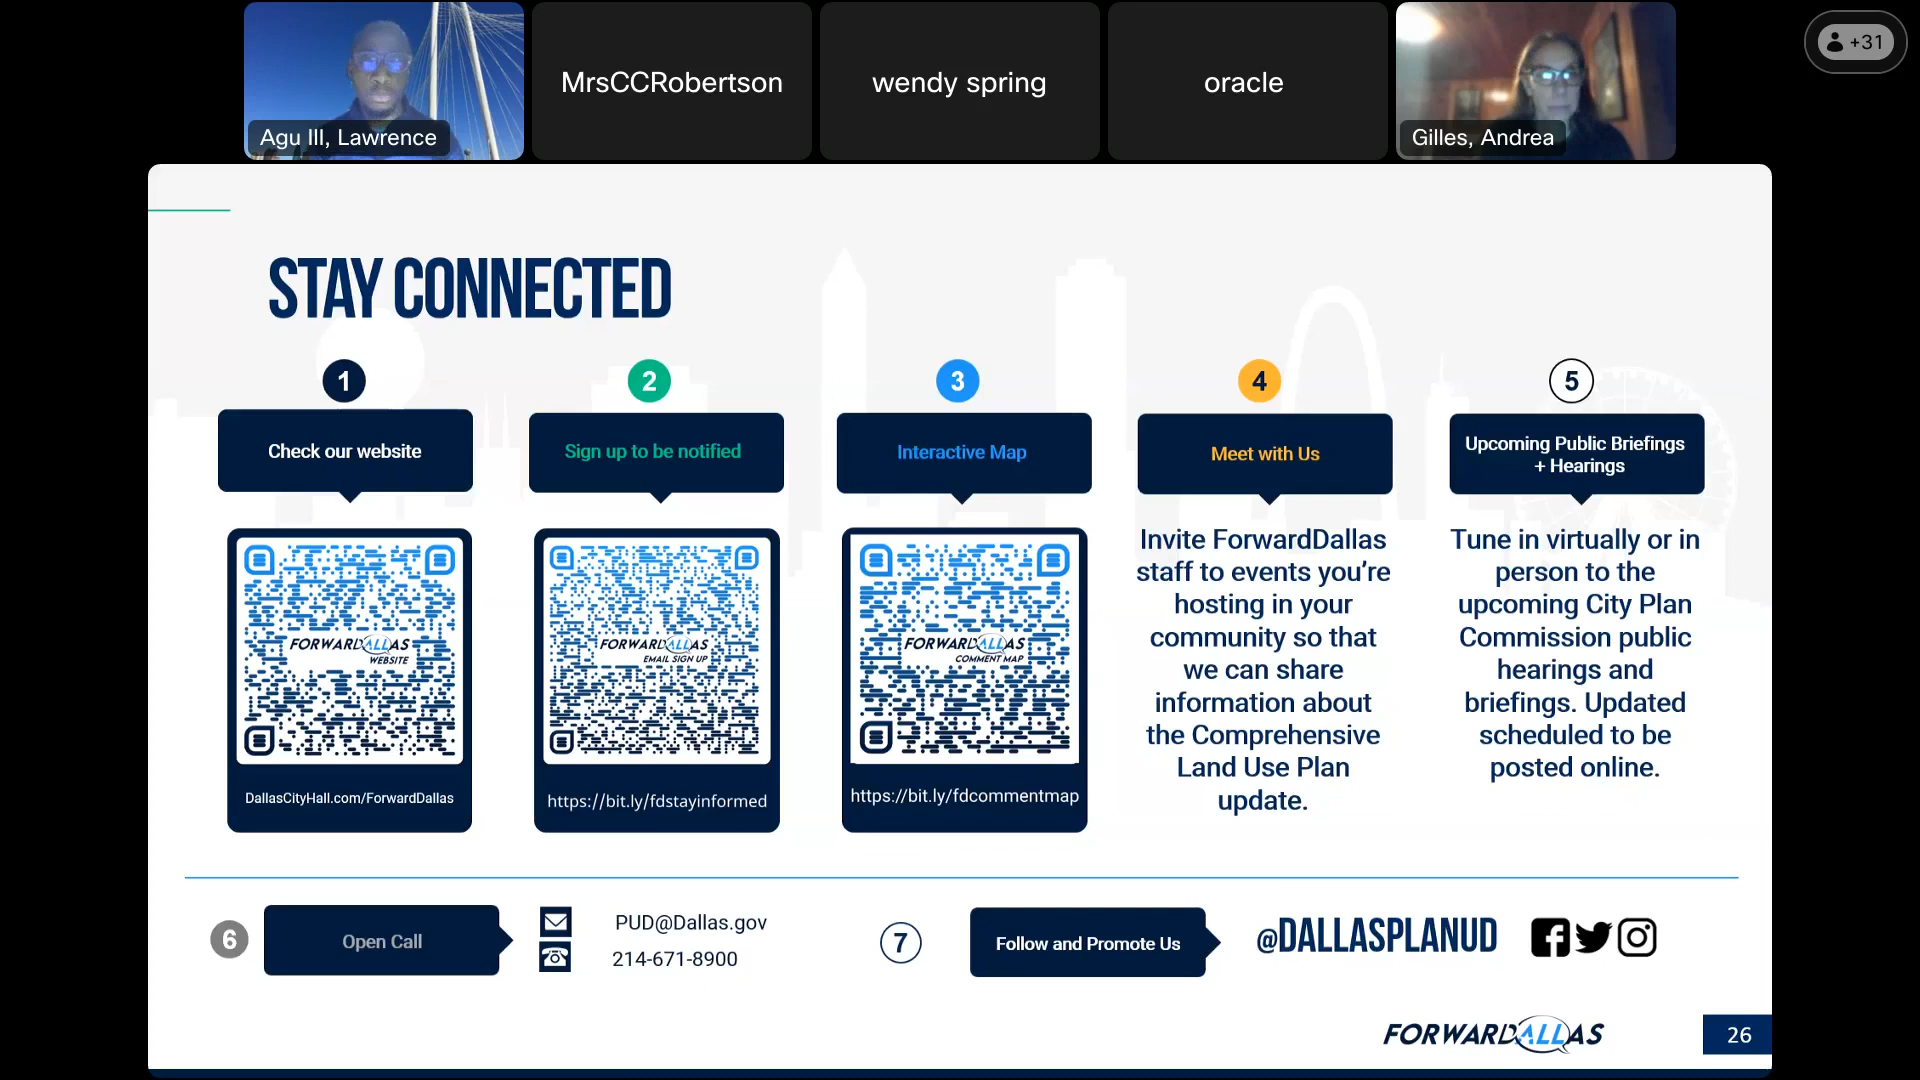 MrsCCRobertson
wendy spring
oracle
+31
Agu III, Lawrence
Gilles, Andrea
STAY CONNECTED
1
2
3
4
5
Check our website
Sign up to be notified
Interactive Map
Meet with Us
Upcoming Public Briefings
+ Hearings
FORWARDALLAS
WEBSITE
DallasCityHall.com/ForwardDallas
FORWARDALLAS
EMAIL SIGN UP
https://bit.ly/fdstayinformed
FORWARDALLAS
COMMENT MAP
https://bit.ly/fdcommentmap
Invite ForwardDallas
staff to events you’re
hosting in your
community so that
we can share
information about
the Comprehensive
Land Use Plan
update.
Tune in virtually or in
person to the
upcoming City Plan
Commission public
hearings and
briefings. Updated
scheduled to be
posted online.
6
Open Call
PUD@Dallas.gov
214-671-8900
7
Follow and Promote Us
@DALLASPLANUD
FORWARDALLAS
26